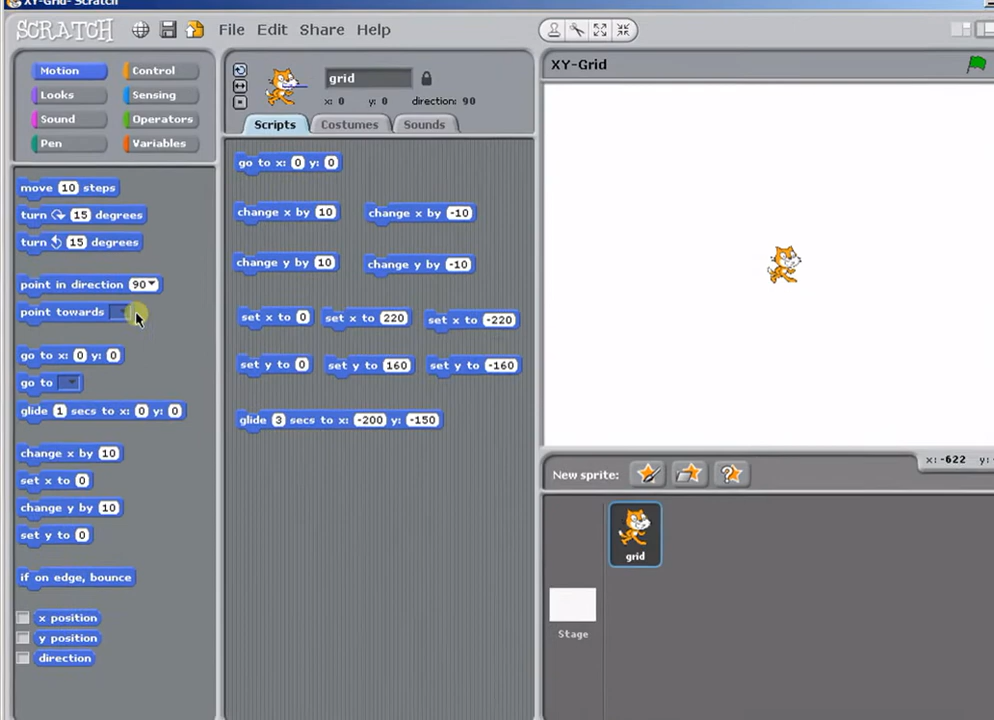 XY-Grid- Scratch
SCRATCH File Edit Share Help
Motion Control
Looks Sensing
Sound Operators
Pen Variables
move 10 steps
turn 15 degrees
turn 15 degrees
point in direction 90
point towards
go to x: 0 y: 0
go to
glide 1 secs to x: 0 y: 0
change x by 10
set x to 0
change y by 10
set y to 0
if on edge, bounce
x position
y position
direction
grid
x: 0 y: 0 direction: 90
Scripts Costumes Sounds
go to x: 0 y: 0
change x by 10 change x by -10
change y by 10 change y by -10
set x to 0 set x to 220 set x to -220
set y to 0 set y to 160 set y to -160
glide 3 secs to x: -200 y: -150
XY-Grid
x: -622 y:
New sprite:
grid
Stage